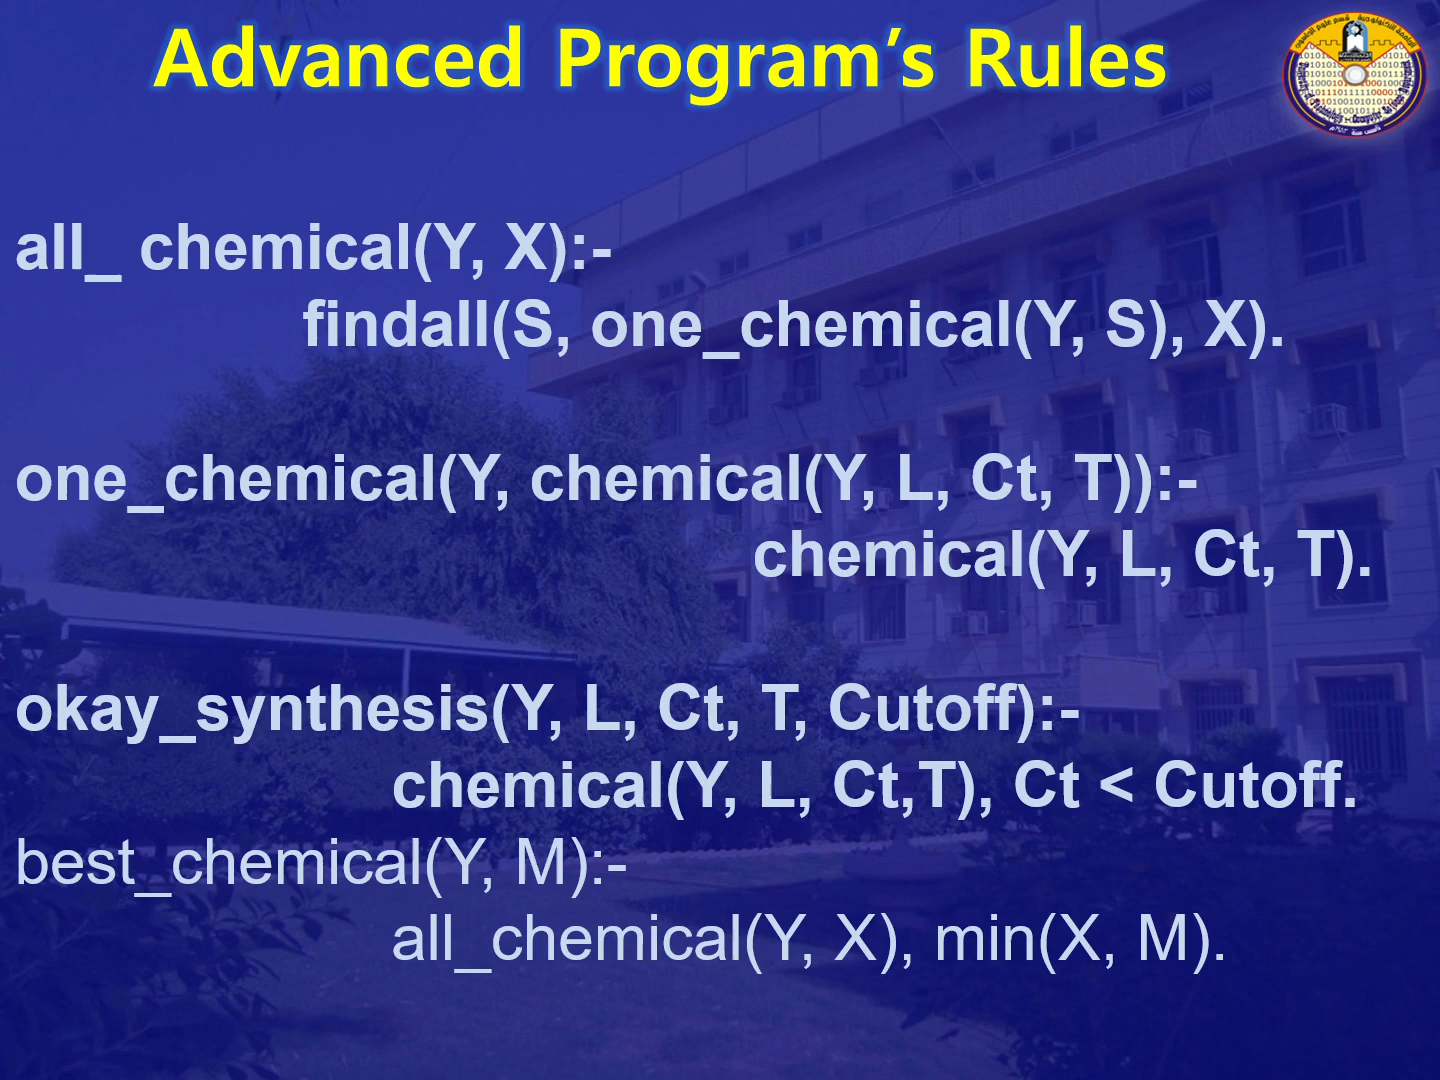 Advanced Program’s Rules
all_ chemical(Y, X):-
findall(S, one_chemical(Y, S), X).
one_chemical(Y, chemical(Y, L, Ct, T)):-
chemical(Y, L, Ct, T).
okay_synthesis(Y, L, Ct, T, Cutoff):-
chemical(Y, L, Ct,T), Ct < Cutoff.
best_chemical(Y, M):-
all_chemical(Y, X), min(X, M).